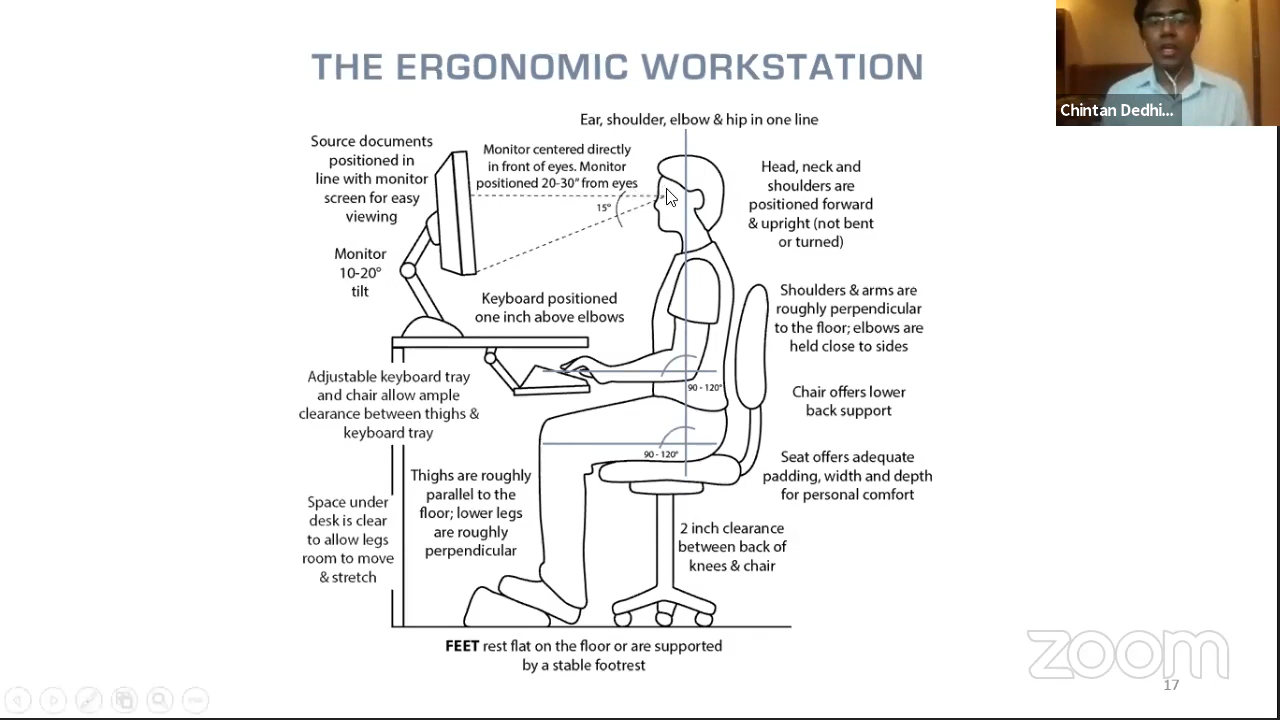 THE ERGONOMIC WORKSTATION
Chintan Dedhi...
Ear, shoulder, elbow & hip in one line
Source documents
positioned in
line with monitor
screen for easy
viewing
Monitor centered directly
in front of eyes. Monitor
positioned 20-30" from eyes
15°
Head, neck and
shoulders are
positioned forward
& upright (not bent
or turned)
Monitor
10-20°
tilt
Keyboard positioned
one inch above elbows
Shoulders & arms are
roughly perpendicular
to the floor; elbows are
held close to sides
Adjustable keyboard tray
and chair allow ample
clearance between thighs &
keyboard tray
90 - 120°
Chair offers lower
back support
90 - 120°
Seat offers adequate
padding, width and depth
for personal comfort
Thighs are roughly
parallel to the
floor; lower legs
are roughly
perpendicular
Space under
desk is clear
to allow legs
room to move
& stretch
2 inch clearance
between back of
knees & chair
FEET rest flat on the floor or are supported
by a stable footrest
zoom
17